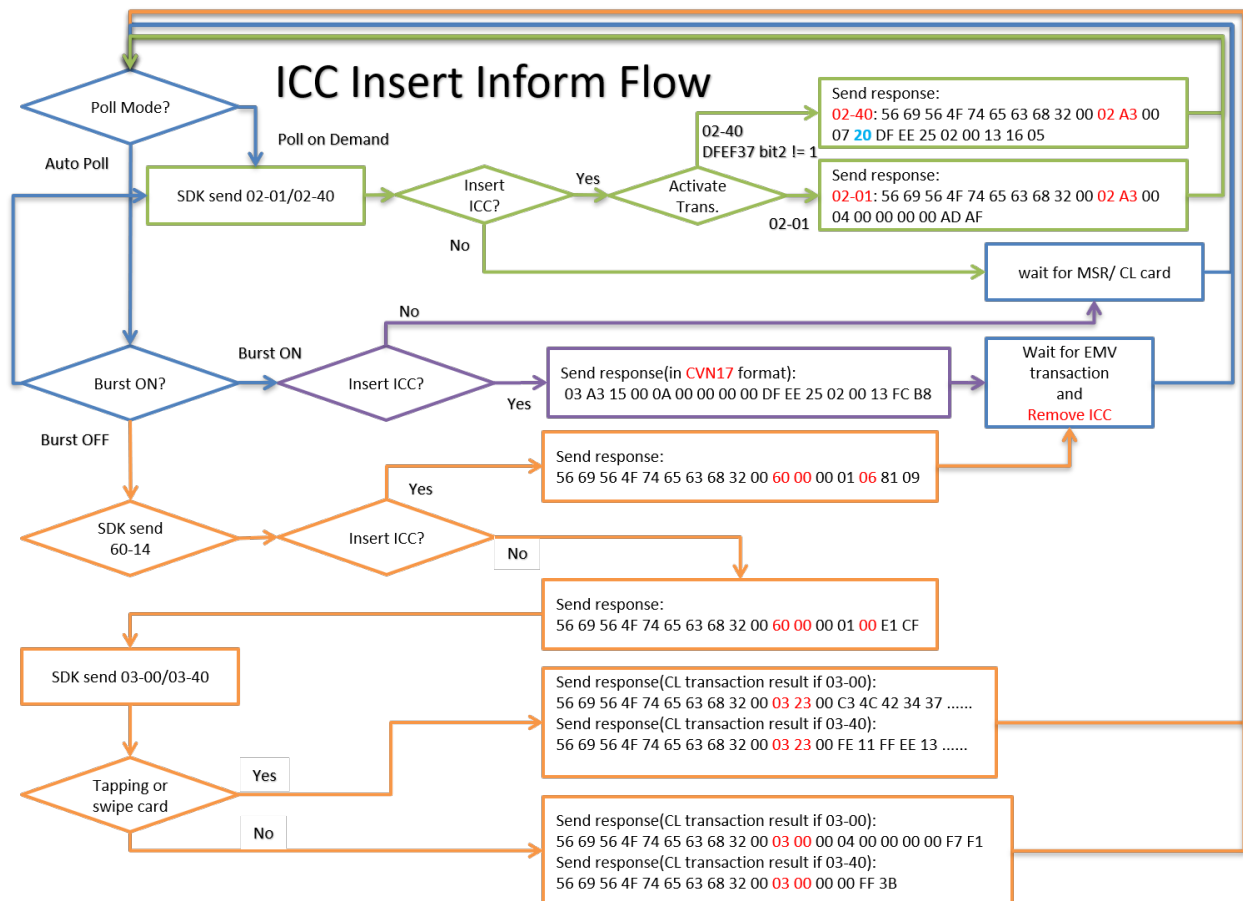 ICC Insert Inform Flow
Poll Mode?
Poll on Demand
Auto Poll
SDK send 02-01/02-40
Insert
ICC?
Yes
No
Activate
Trans.
02-40
DFEF37 bit2 != 1
02-01
Send response:
02-40: 56 69 56 4F 74 65 63 68 32 00 02 A3 00
07 20 DF EE 25 02 00 13 16 05
Send response:
02-01: 56 69 56 4F 74 65 63 68 32 00 02 A3 00
04 00 00 00 00 AD AF
wait for MSR/ CL card
Burst ON?
Burst ON
Burst OFF
Insert ICC?
No
Yes
Send response(in CVN17 format):
03 A3 15 00 0A 00 00 00 00 DF EE 25 02 00 13 FC B8
Wait for EMV
transaction
and
Remove ICC
SDK send
60-14
Insert ICC?
Yes
No
Send response:
56 69 56 4F 74 65 63 68 32 00 60 00 00 01 06 81 09
Send response:
56 69 56 4F 74 65 63 68 32 00 60 00 00 01 00 E1 CF
SDK send 03-00/03-40
Tapping or
swipe card
Yes
No
Send response(CL transaction result if 03-00):
56 69 56 4F 74 65 63 68 32 00 03 23 00 C3 4C 42 34 37 ......
Send response(CL transaction result if 03-40):
56 69 56 4F 74 65 63 68 32 00 03 23 00 FE 11 FF EE 13 ......
Send response(CL transaction result if 03-00):
56 69 56 4F 74 65 63 68 32 00 03 00 00 04 00 00 00 00 F7 F1
Send response(CL transaction result if 03-40):
56 69 56 4F 74 65 63 68 32 00 03 00 00 00 FF 3B